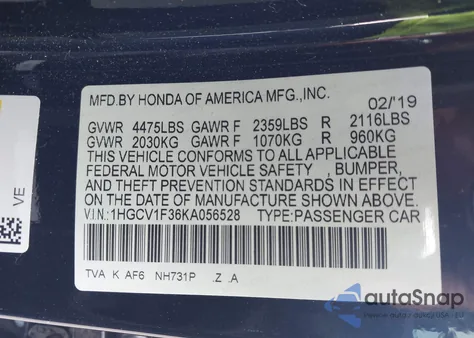 MFD.BY HONDA OF AMERICA MFG.,INC. 02/'19
GVWR 4475LBS GAWR F 2359LBS R 2116LBS
GVWR 2030KG GAWR F 1070KG R 960KG
THIS VEHICLE CONFORMS TO ALL APPLICABLE
FEDERAL MOTOR VEHICLE SAFETY , BUMPER,
AND THEFT PREVENTION STANDARDS IN EFFECT
ON THE DATE OF MANUFACTURE SHOWN ABOVE.
V.I.N.:1HGCV1F36KA056528 TYPE:PASSENGER CAR
TVA K AF6 NH731P .Z .A
VE
autoSnap